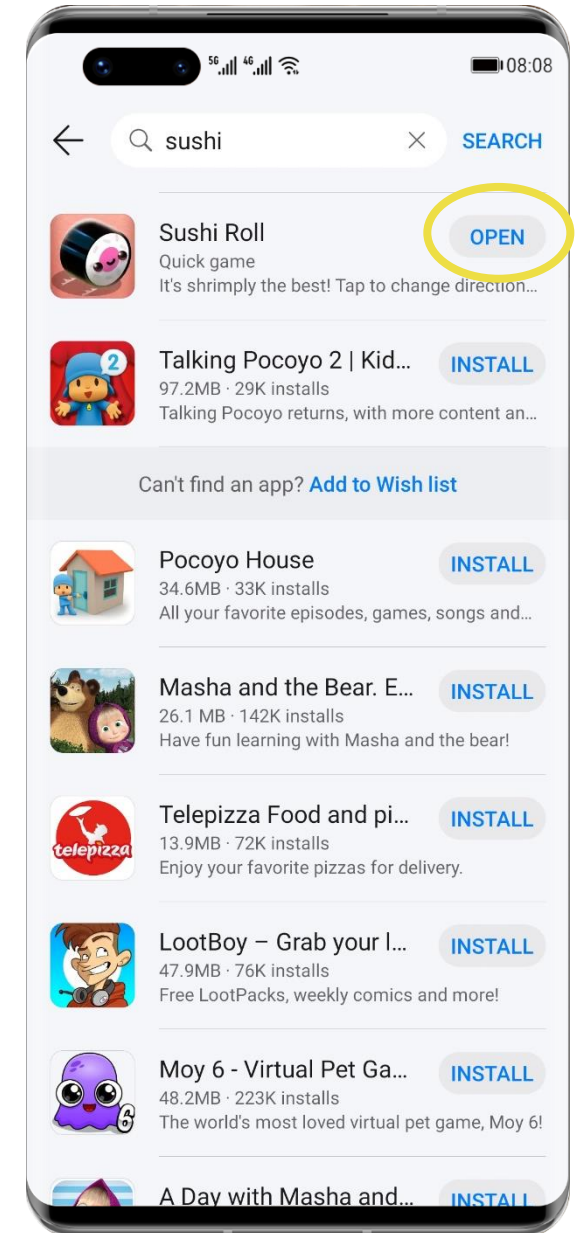 5G 4G 08:08
sushi SEARCH
Sushi Roll
OPEN
Quick game
It's shrimply the best! Tap to change direction...
2
Talking Pocoyo 2 | Kid...
INSTALL
97.2MB · 29K installs
Talking Pocoyo returns, with more content an...
Can't find an app? Add to Wish list
Pocoyo House
INSTALL
34.6MB · 33K installs
All your favorite episodes, games, songs and...
Masha and the Bear. E...
INSTALL
26.1 MB · 142K installs
Have fun learning with Masha and the bear!
Telepizza Food and pi...
INSTALL
telepizza
13.9MB · 72K installs
Enjoy your favorite pizzas for delivery.
LootBoy – Grab your l...
INSTALL
47.9MB · 76K installs
Free LootPacks, weekly comics and more!
Moy 6 - Virtual Pet Ga...
INSTALL
6
48.2MB · 223K installs
The world's most loved virtual pet game, Moy 6!
A Day with Masha and...
INSTALL